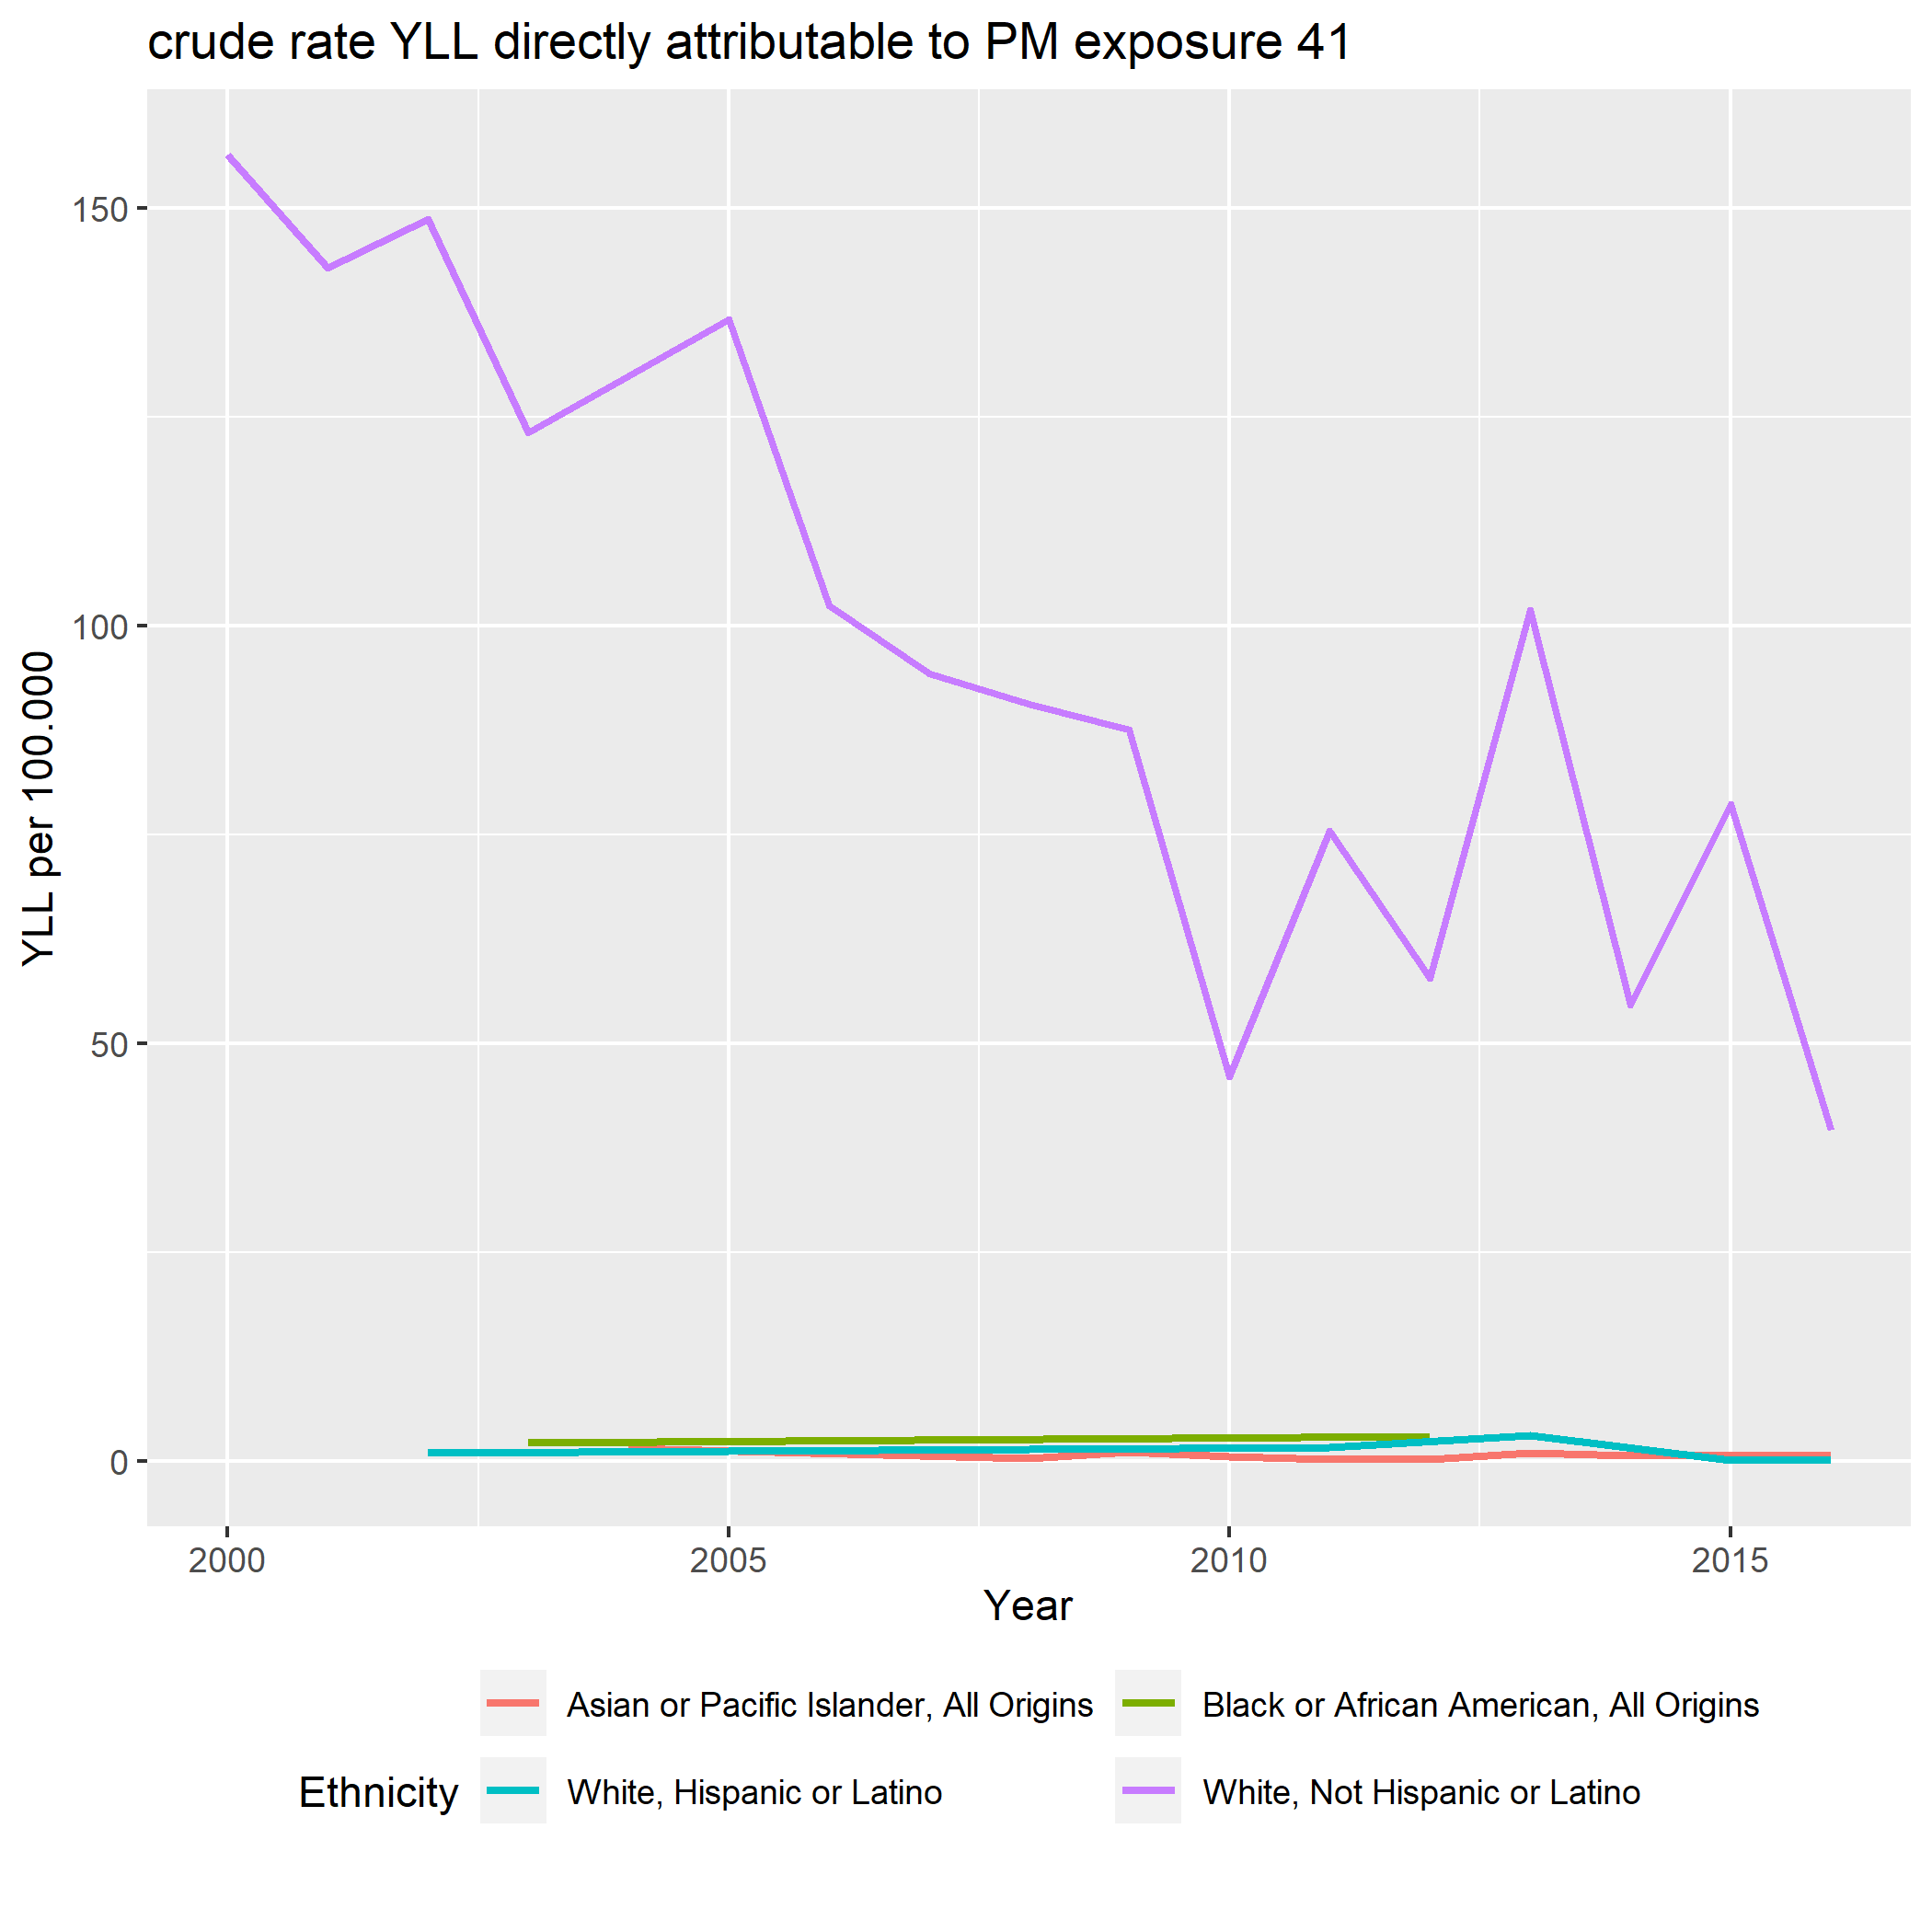 crude rate YLL directly attributable to PM exposure 41
150
100
50
0
YLL per 100.000
2000 2005 2010 2015
Year
Ethnicity
Asian or Pacific Islander, All Origins
Black or African American, All Origins
White, Hispanic or Latino
White, Not Hispanic or Latino